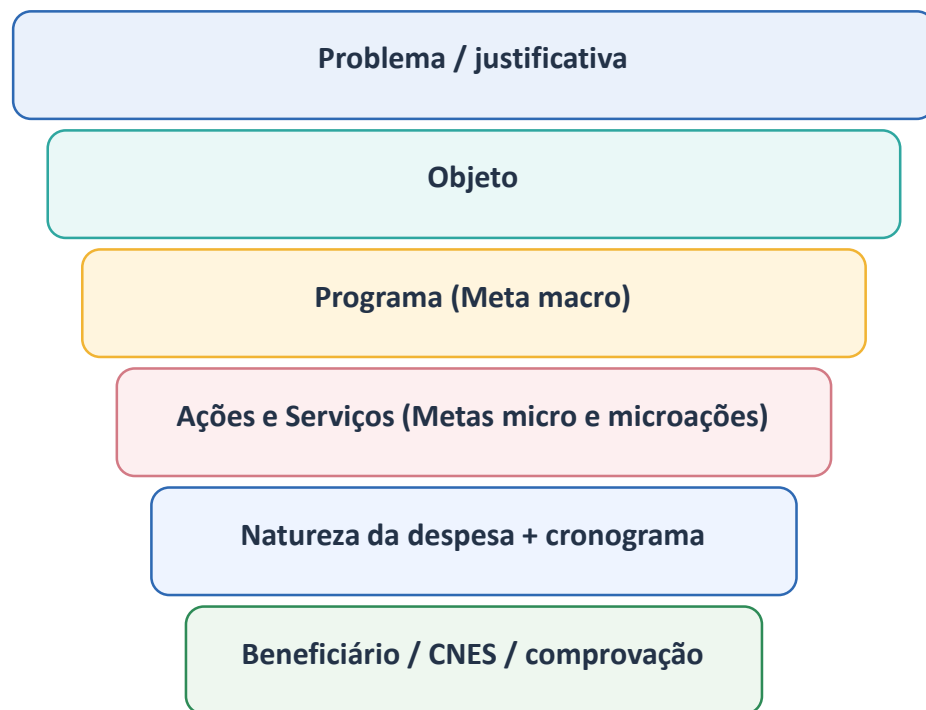 Problema / justificativa
Objeto
Programa (Meta macro)
Ações e Serviços (Metas micro e microações)
Natureza da despesa + cronograma
Beneficiário / CNES / comprovação